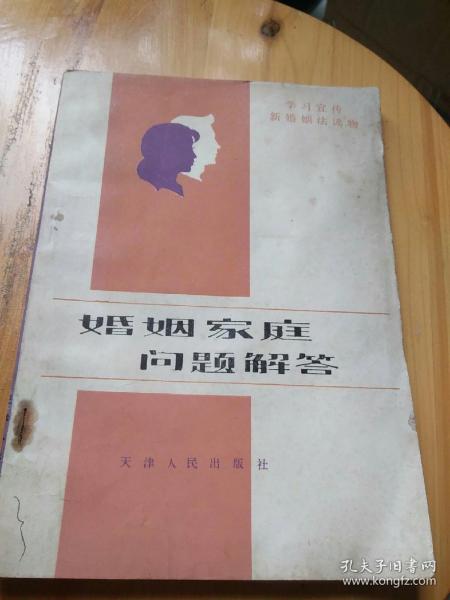 学习宣传
新婚姻法读物
婚姻家庭
问题解答
天津人民出版社
孔夫子旧书网
www.kongfz.com